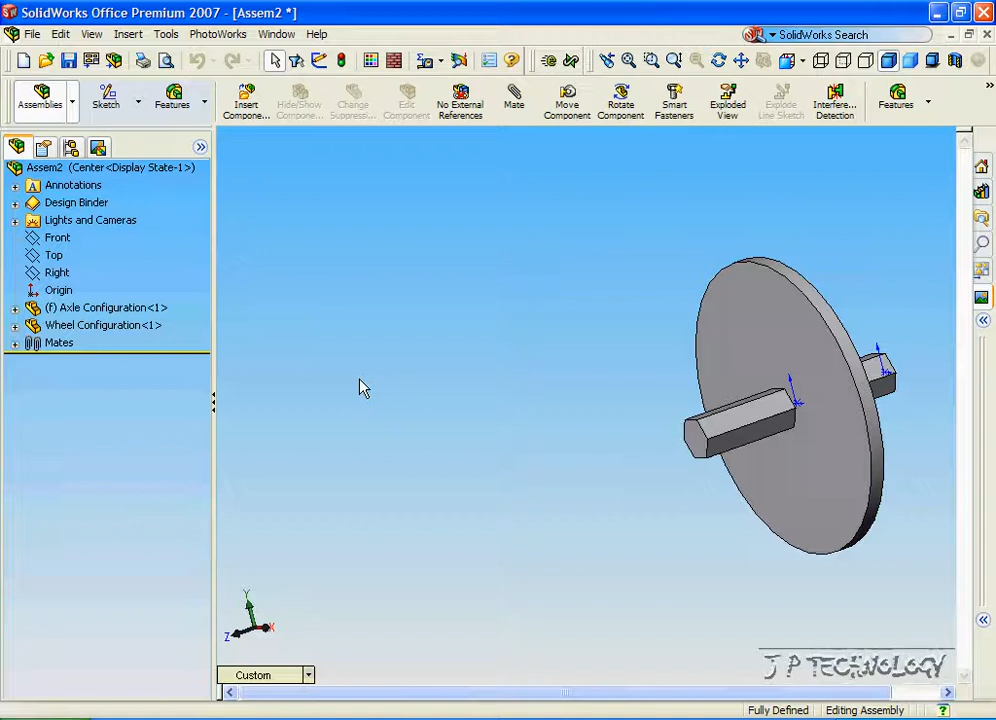 SolidWorks Office Premium 2007 - [Assem2 *]
File Edit View Insert Tools PhotoWorks Window Help
SolidWorks Search
Assemblies
Sketch
Features
Insert Compone...
Hide/Show Compone...
Change Suppressi...
Edit Component
No External References
Mate
Move Component
Rotate Component
Smart Fasteners
Exploded View
Explode Line Sketch
Interfere... Detection
Features
Assem2 (Center<Display State-1>)
A Annotations
Design Binder
Lights and Cameras
Front
Top
Right
Origin
(f) Axle Configuration<1>
Wheel Configuration<1>
Mates
Y
Z
X
Custom
J P TECHNOLOGY
Fully Defined
Editing Assembly